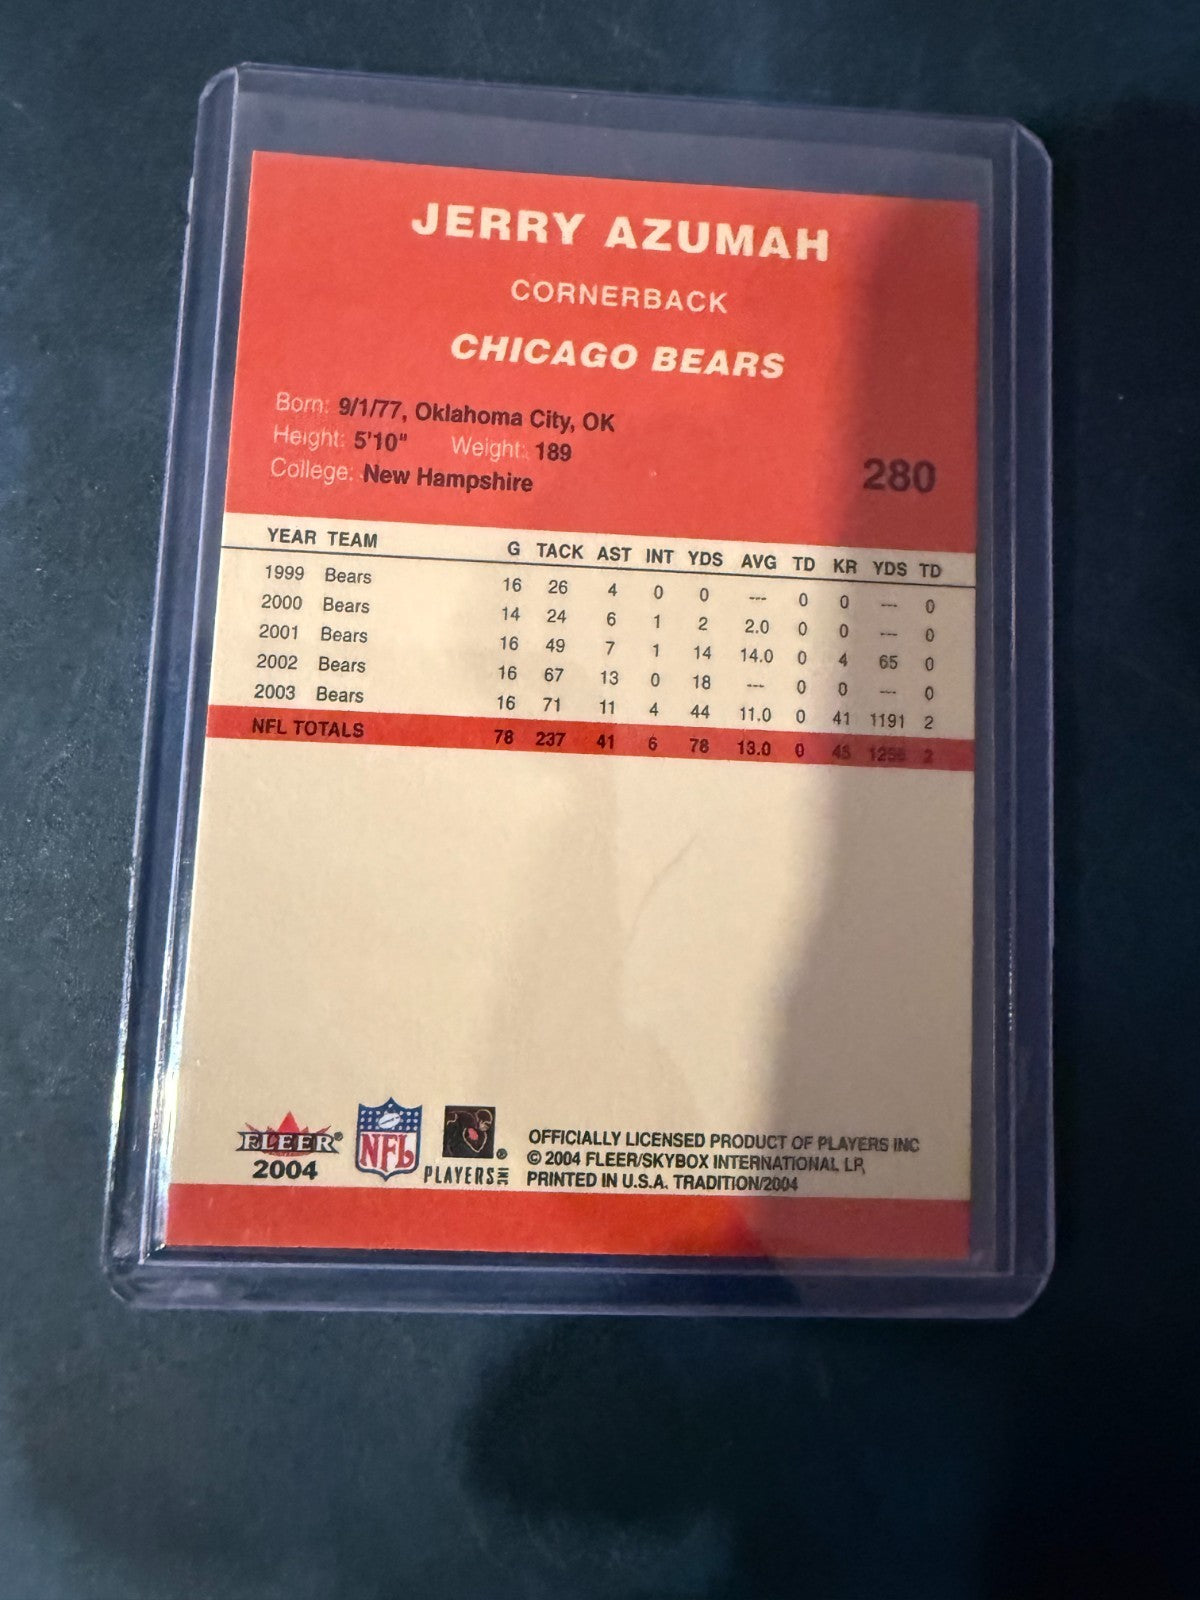 JERRY AZUMAH
CORNERBACK
CHICAGO BEARS
Born: 9/1/77, Oklahoma City, OK
Height: 5'10" Weight: 189
College: New Hampshire
280
YEAR TEAM G TACK AST INT YDS AVG TD KR YDS TD
1999 Bears 16 26 4 0 0 --- 0 0 --- 0
2000 Bears 14 24 6 1 2 2.0 0 0 --- 0
2001 Bears 16 49 7 1 14 14.0 0 4 65 0
2002 Bears 16 67 13 0 18 --- 0 0 --- 0
2003 Bears 16 71 11 4 44 11.0 0 41 1191 2
NFL TOTALS 78 237 41 6 78 13.0 0 45 2
FLEER®
2004
NFL
PLAYERS INC ®
OFFICIALLY LICENSED PRODUCT OF PLAYERS INC
© 2004 FLEER/SKYBOX INTERNATIONAL LP,
PRINTED IN U.S.A. TRADITION/2004